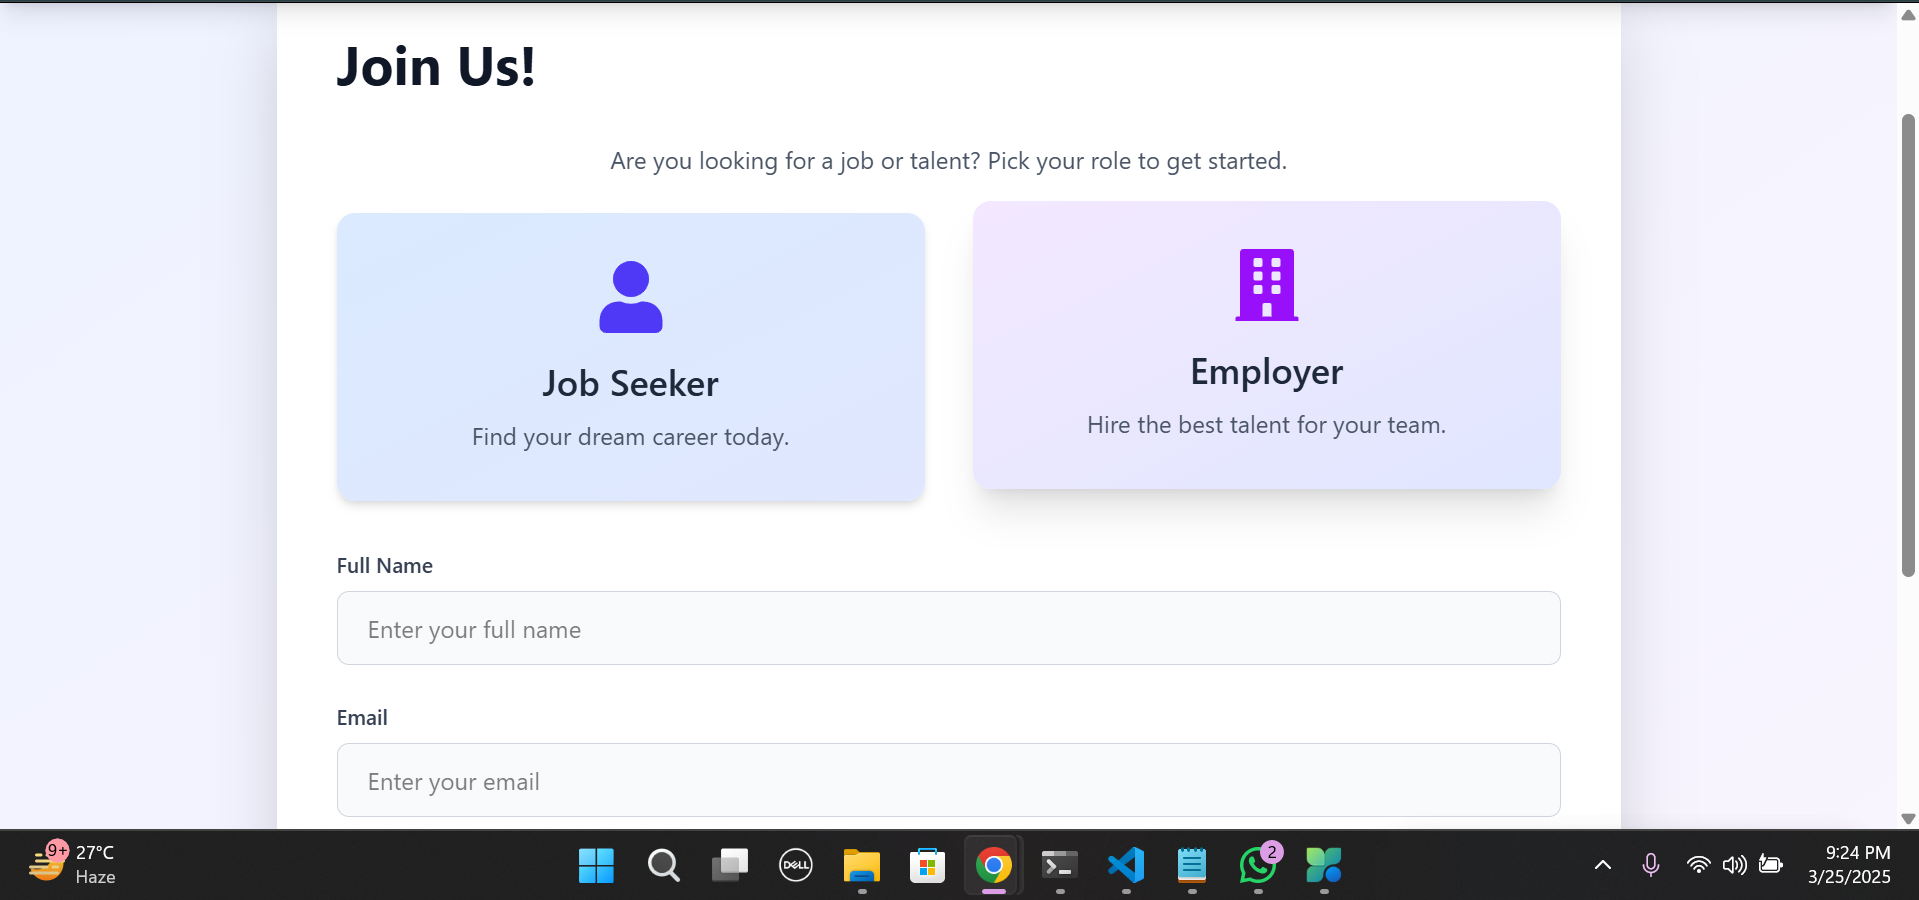 Join Us!
Are you looking for a job or talent? Pick your role to get started.
Job Seeker
Find your dream career today.
Employer
Hire the best talent for your team.
Full Name
Enter your full name
Email
Enter your email
9+
27°C
Haze
DELL
2
9:24 PM
3/25/2025